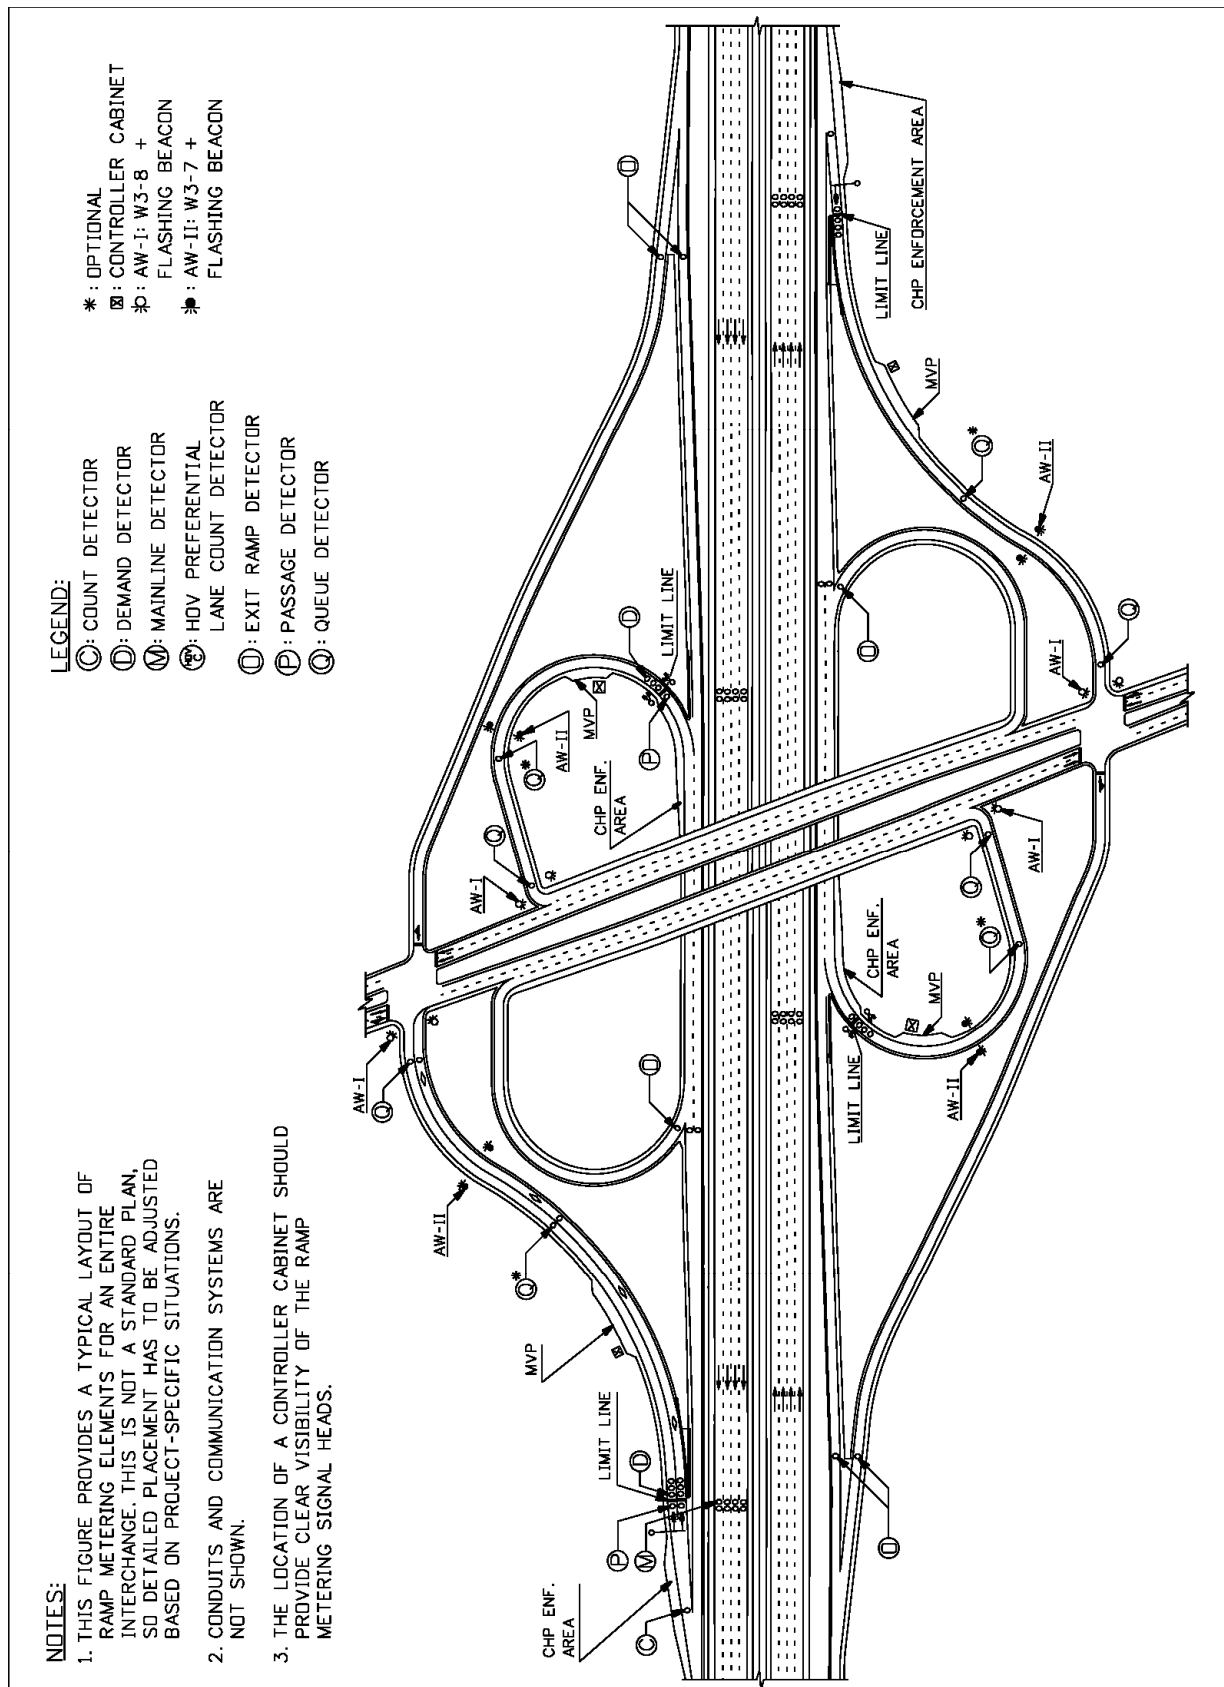 NOTES:
1. THIS FIGURE PROVIDES A TYPICAL LAYOUT OF
RAMP METERING ELEMENTS FOR AN ENTIRE
INTERCHANGE. THIS IS NOT A STANDARD PLAN,
SO DETAILED PLACEMENT HAS TO BE ADJUSTED
BASED ON PROJECT-SPECIFIC SITUATIONS.
2. CONDUITS AND COMMUNICATION SYSTEMS ARE
NOT SHOWN.
3. THE LOCATION OF A CONTROLLER CABINET SHOULD
PROVIDE CLEAR VISIBILITY OF THE RAMP
METERING SIGNAL HEADS.
LEGEND:
C : COUNT DETECTOR
D : DEMAND DETECTOR
M : MAINLINE DETECTOR
HOV C : HOV PREFERENTIAL
LANE COUNT DETECTOR
O : EXIT RAMP DETECTOR
P : PASSAGE DETECTOR
Q : QUEUE DETECTOR
* : OPTIONAL
⊠ : CONTROLLER CABINET
: AW-I: W3-8 +
FLASHING BEACON
: AW-II: W3-7 +
FLASHING BEACON
AW-I
Q
AW-II
Q*
MVP
LIMIT LINE
D
P
M
CHP ENF.
AREA
C
O
AW-I
Q
Q*
AW-II
MVP
CHP ENF.
AREA
P
D
LIMIT LINE
O
CHP ENF.
AREA
MVP
LIMIT LINE
AW-II
Q*
Q
AW-I
O
O
AW-I
Q
AW-II
Q*
MVP
LIMIT LINE
CHP ENFORCEMENT AREA